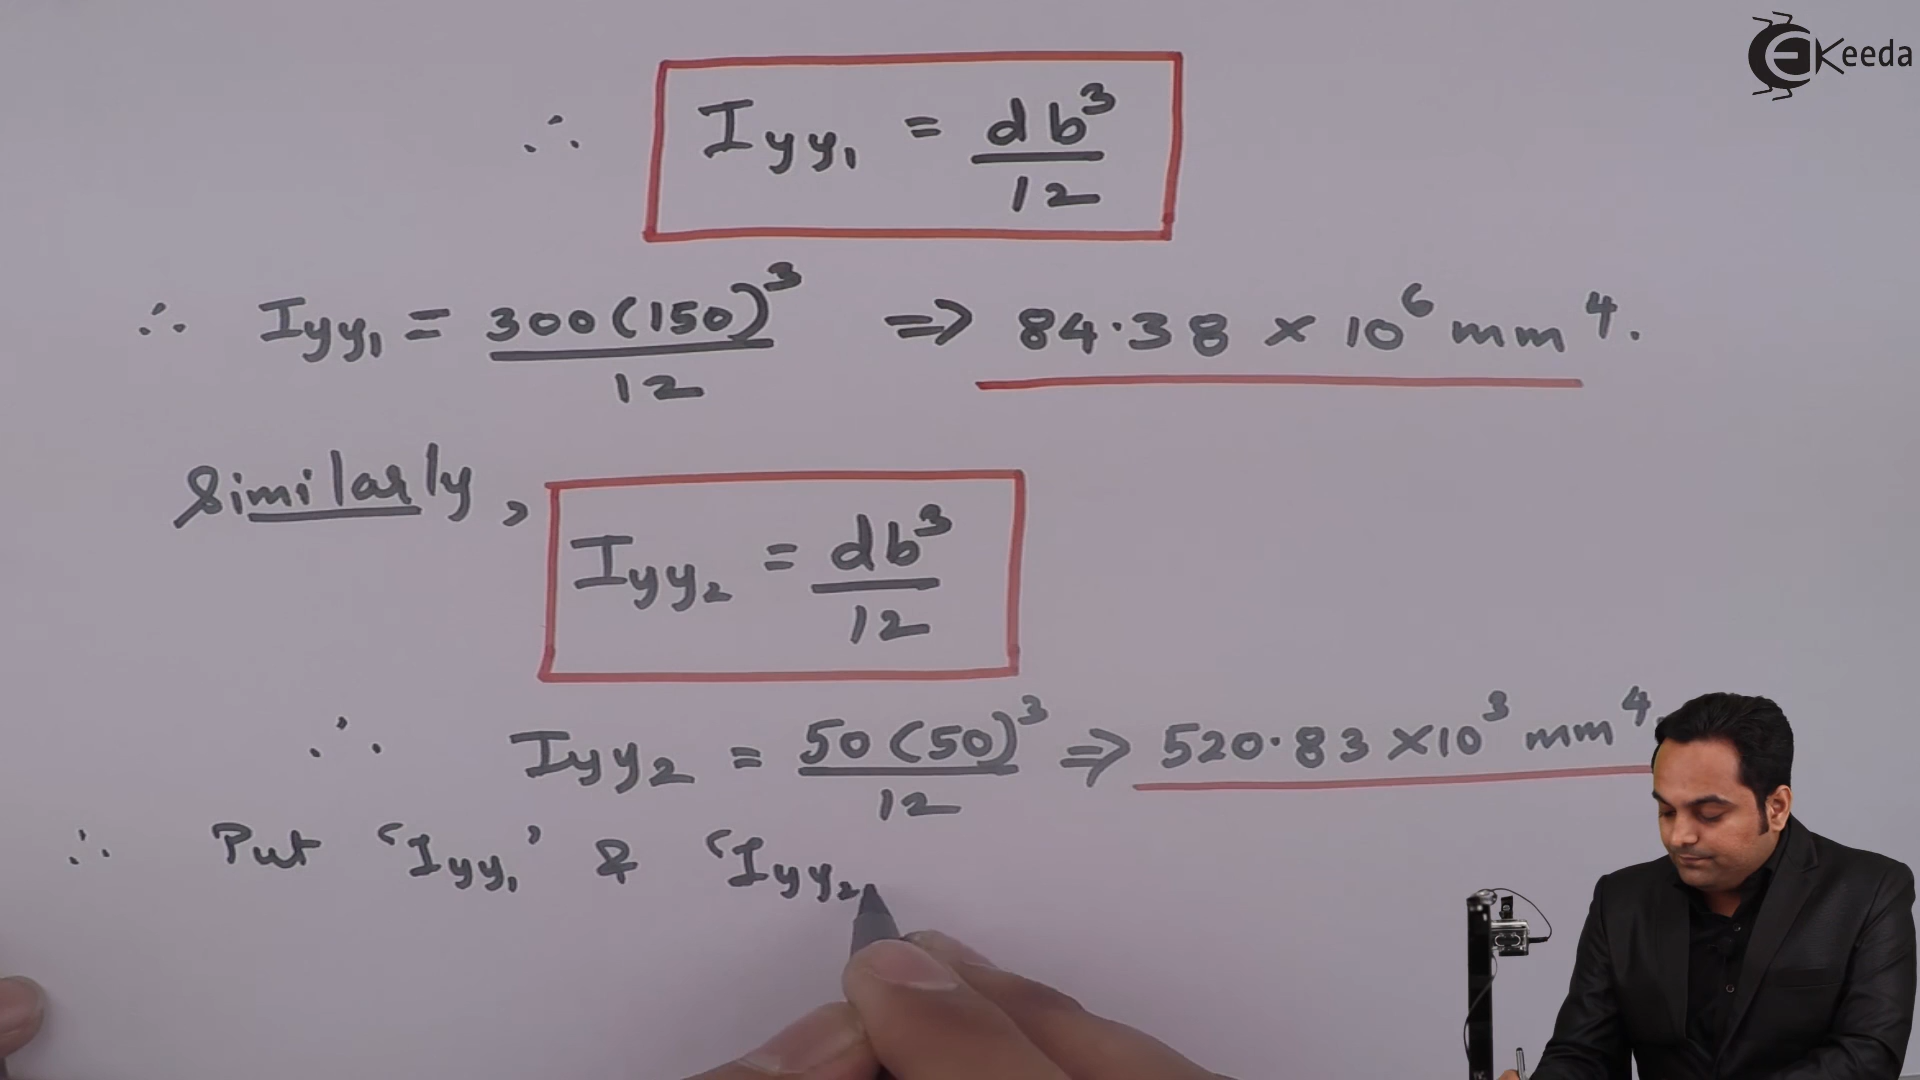 EKeeda
∴ Iyy₁ = db³/12
∴ Iyy₁ = 300(150)³/12 ⇒ 84.38 × 10⁶ mm⁴.
Similarly, Iyy₂ = db³/12
∴ Iyy₂ = 50(50)³/12 ⇒ 520.83 ×10³ mm⁴.
∴ Put ‘Iyy₁’ & ‘Iyy₂